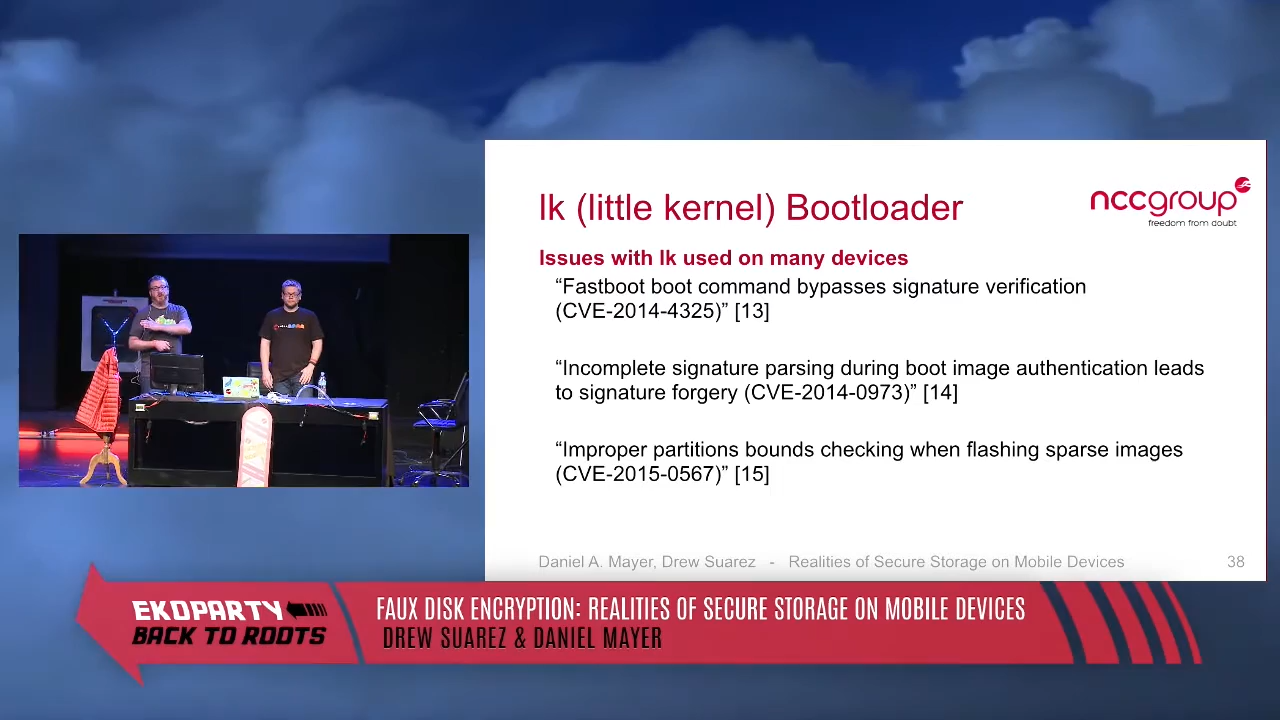 lk (little kernel) Bootloader
nccgroup
freedom from doubt
Issues with lk used on many devices
“Fastboot boot command bypasses signature verification
(CVE-2014-4325)” [13]
“Incomplete signature parsing during boot image authentication leads
to signature forgery (CVE-2014-0973)” [14]
“Improper partitions bounds checking when flashing sparse images
(CVE-2015-0567)” [15]
Daniel A. Mayer, Drew Suarez - Realities of Secure Storage on Mobile Devices 38
EKOPARTY
BACK TO ROOTS
FAUX DISK ENCRYPTION: REALITIES OF SECURE STORAGE ON MOBILE DEVICES
DREW SUAREZ & DANIEL MAYER